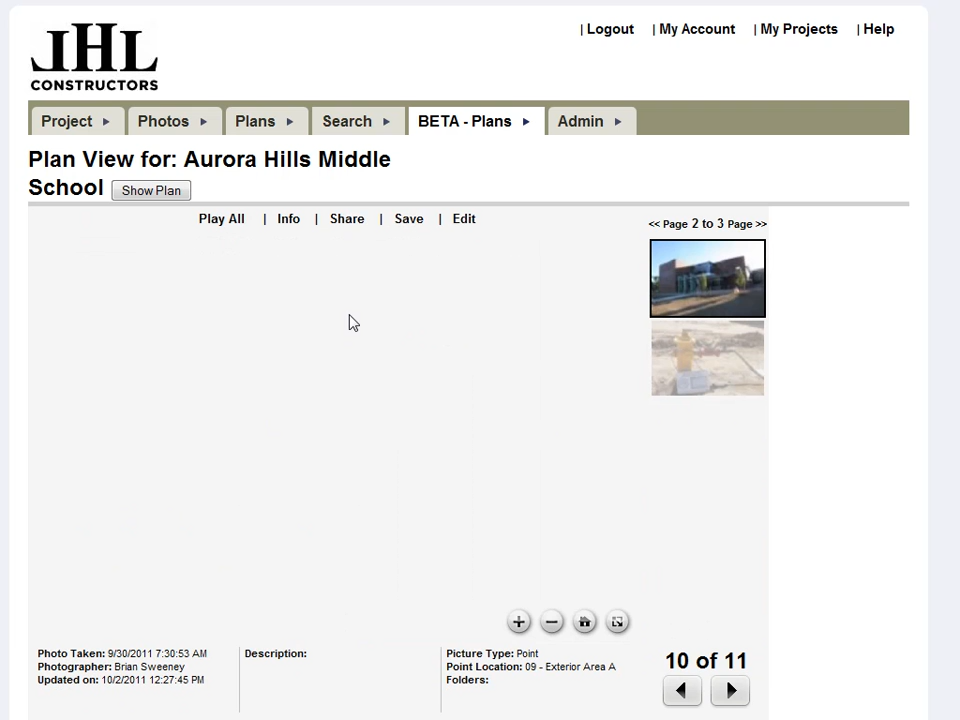 JHL
CONSTRUCTORS
| Logout | My Account | My Projects | Help
Project Photos Plans Search BETA - Plans Admin
Plan View for: Aurora Hills Middle
School Show Plan
Play All | Info | Share | Save | Edit
<< Page 2 to 3 Page >>
Photo Taken: 9/30/2011 7:30:53 AM
Photographer: Brian Sweeney
Updated on: 10/2/2011 12:27:45 PM
Description:
Picture Type: Point
Point Location: 09 - Exterior Area A
Folders:
10 of 11